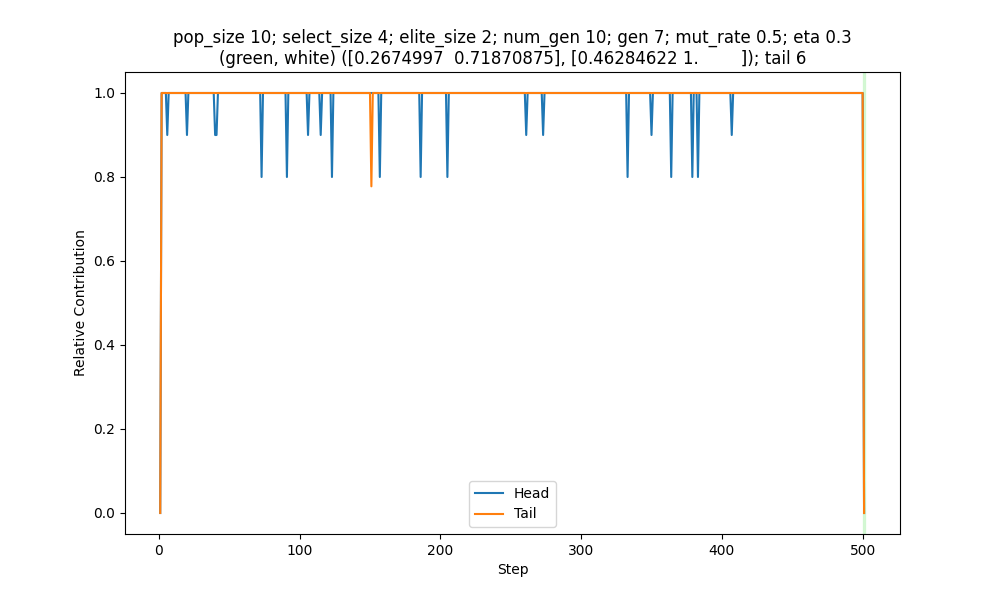 pop_size 10; select_size 4; elite_size 2; num_gen 10; gen 7; mut_rate 0.5; eta 0.3
(green, white) ([0.2674997  0.71870875], [0.46284622 1.        ]); tail 6
1.0
0.8
0.6
0.4
0.2
0.0
Relative Contribution
Head
Tail
0
100
200
300
400
500
Step